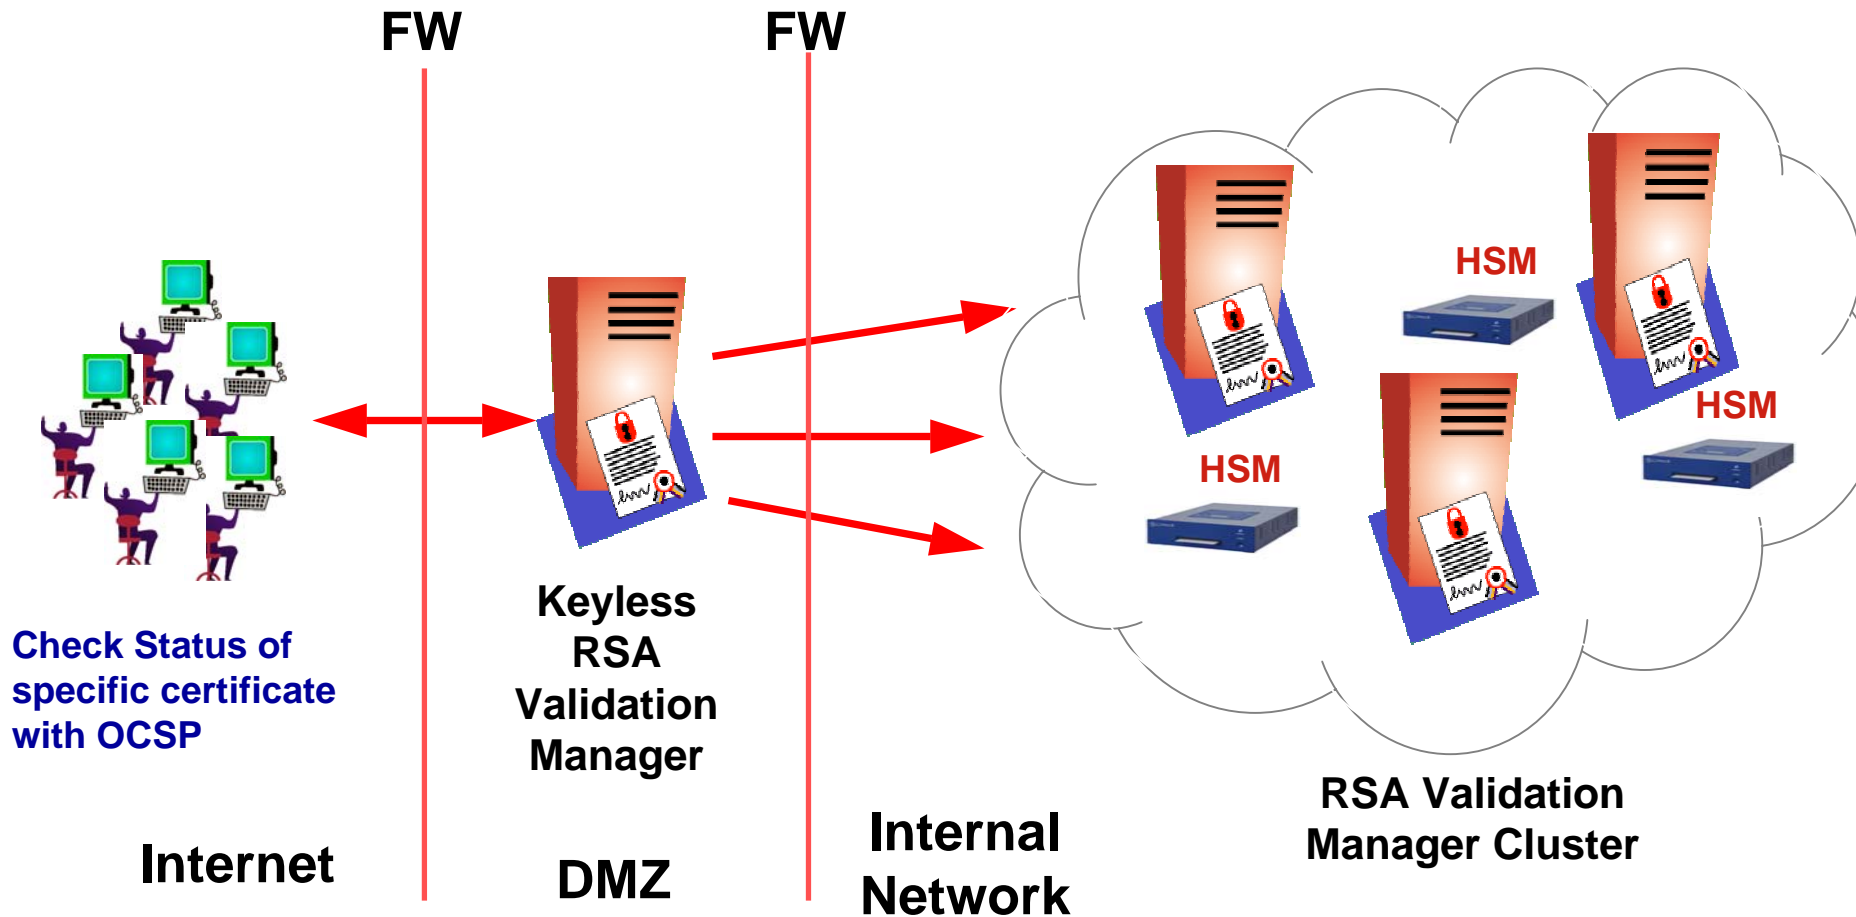 FW
FW
HSM
HSM
HSM
Check Status of
specific certificate
with OCSP
Keyless
RSA
Validation
Manager
RSA Validation
Manager Cluster
Internet
DMZ
Internal
Network